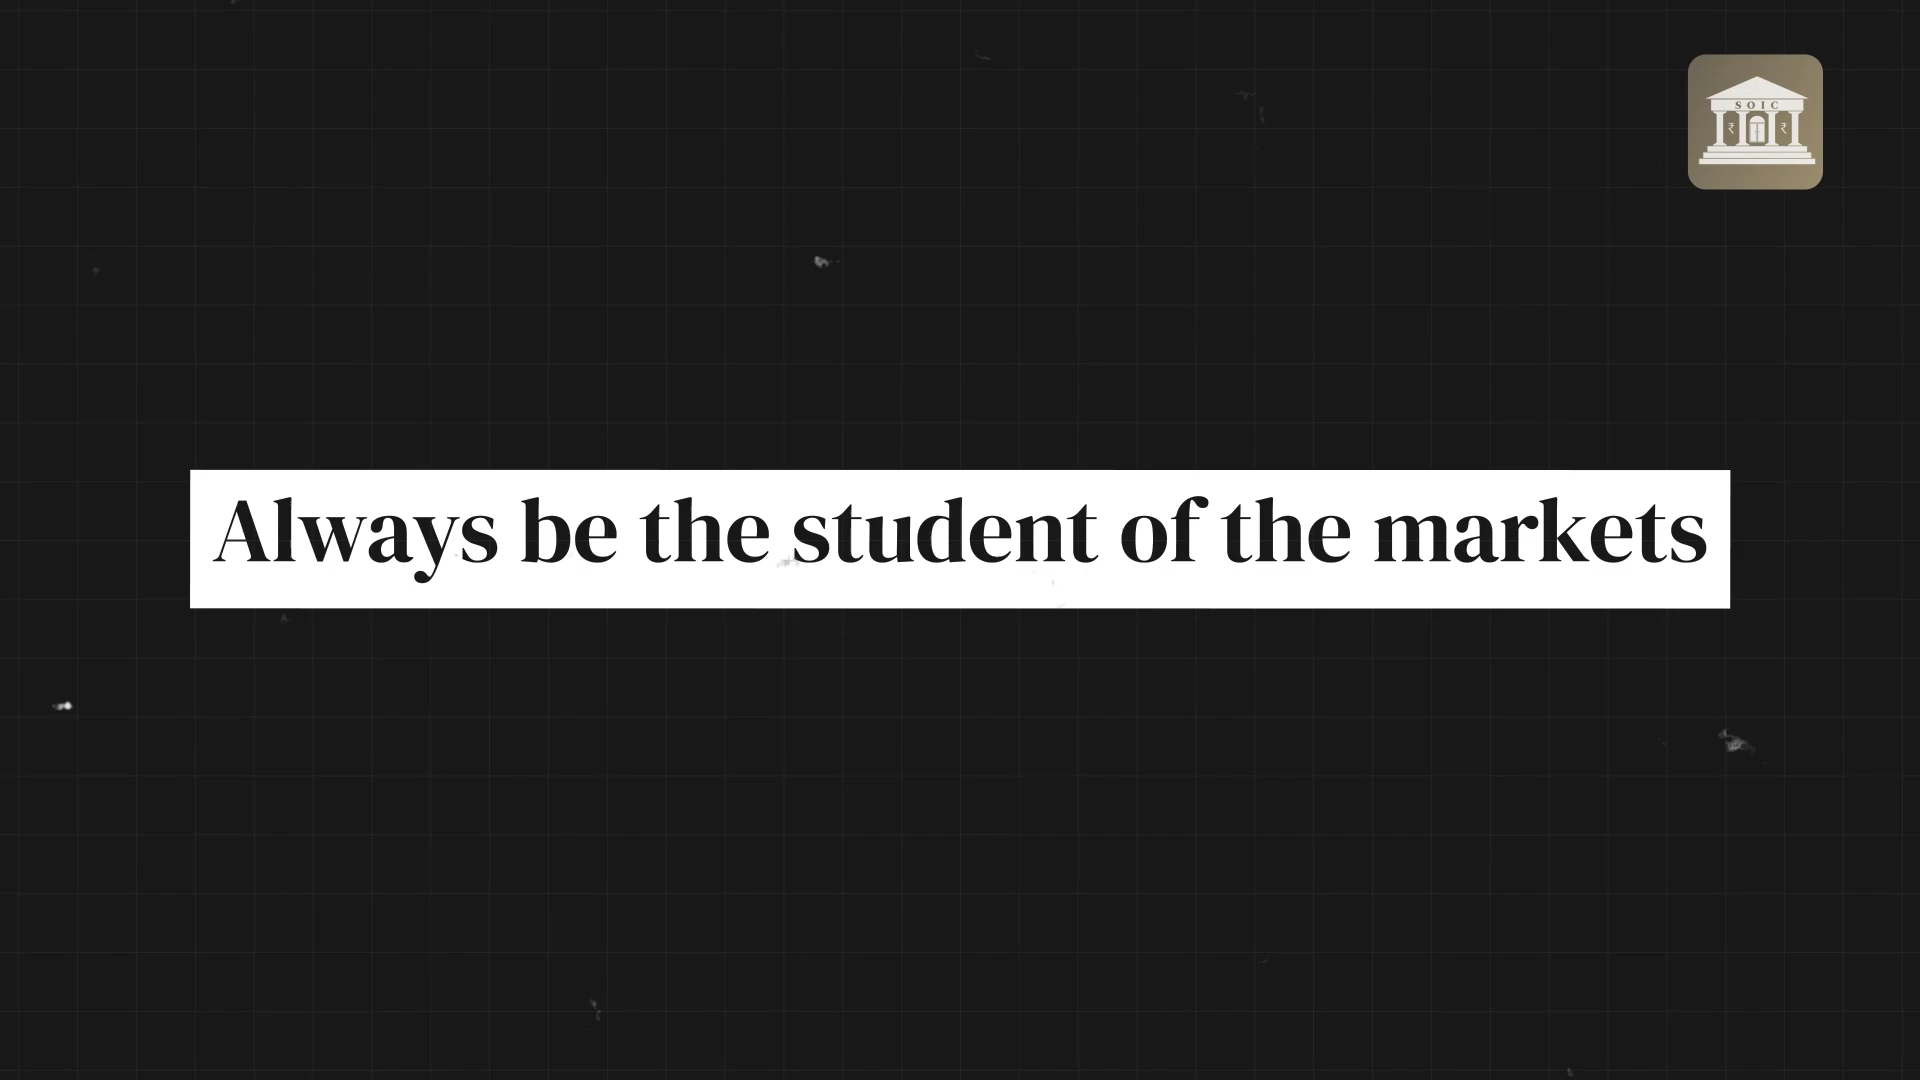 SOIC
₹ ₹
Always be the student of the markets